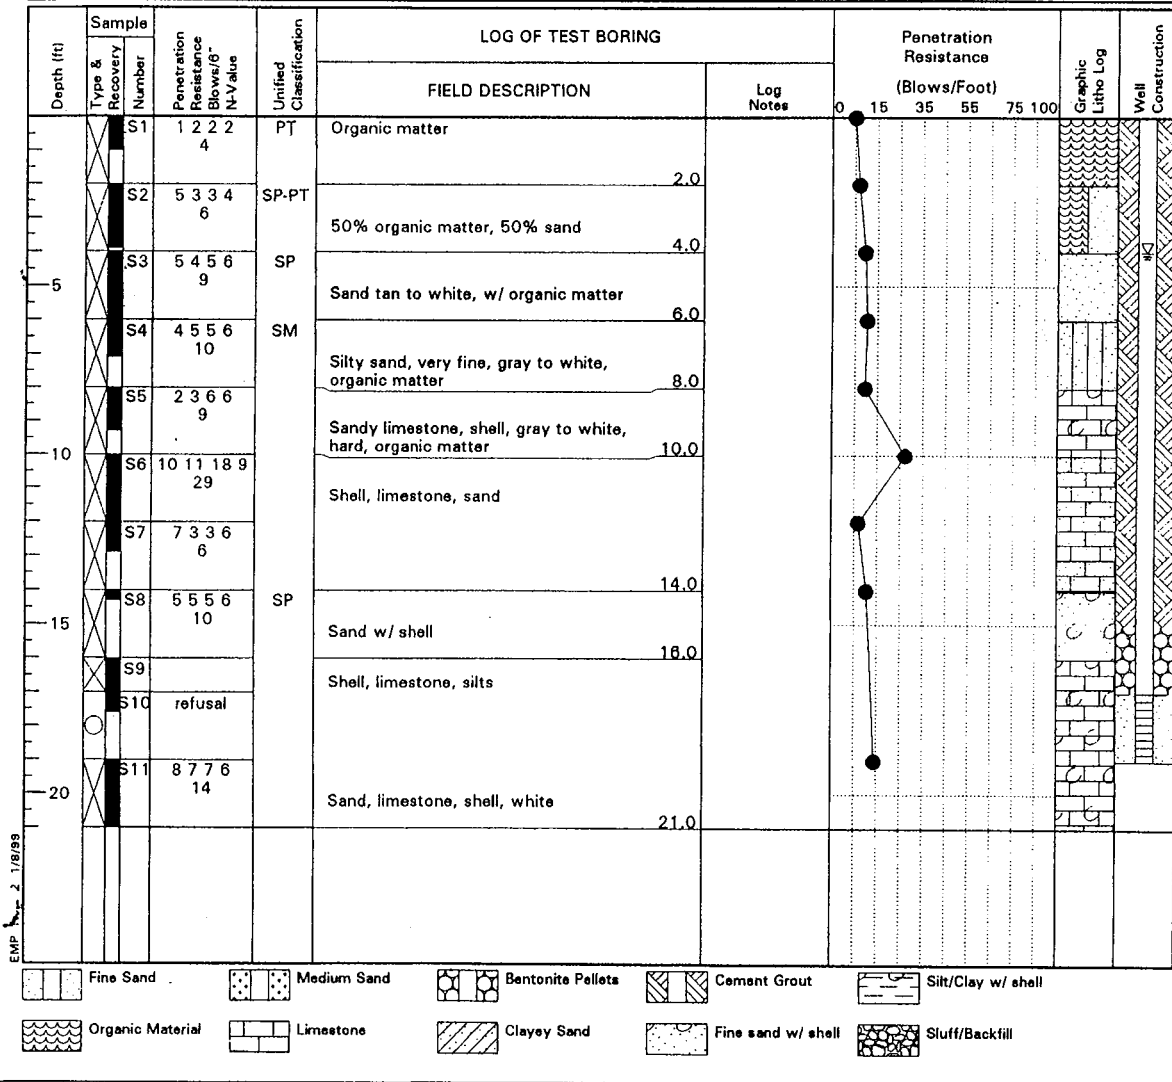 Sample
LOG OF TEST BORING
Penetration
Resistance
(Blows/Foot)
Depth (ft)
Type &
Recovery
Number
Penetration
Resistance
Blows/6"
N-Value
Unified
Classification
FIELD DESCRIPTION
Log
Notes
Graphic
Litho Log
Well
Construction
0 15 35 55 75 100
S1 1 2 2 2 PT Organic matter
4
2.0
S2 5 3 3 4 SP-PT
6
50% organic matter, 50% sand
4.0
S3 5 4 5 6 SP
9
5
Sand tan to white, w/ organic matter
6.0
S4 4 5 5 6 SM
10
Silty sand, very fine, gray to white,
organic matter 8.0
S5 2 3 6 6
9
Sandy limestone, shell, gray to white,
hard, organic matter 10.0
10
S6 10 11 18 9
29
Shell, limestone, sand
S7 7 3 3 6
6
14.0
S8 5 5 5 6 SP
10
15
Sand w/ shell
16.0
S9
Shell, limestone, silts
S10 refusal
S11 8 7 7 6
14
20
Sand, limestone, shell, white
21.0
EMP 2 1/8/99
Fine Sand
Medium Sand
Bentonite Pellets
Cement Grout
Silt/Clay w/ shell
Organic Material
Limestone
Clayey Sand
Fine sand w/ shell
Sluff/Backfill